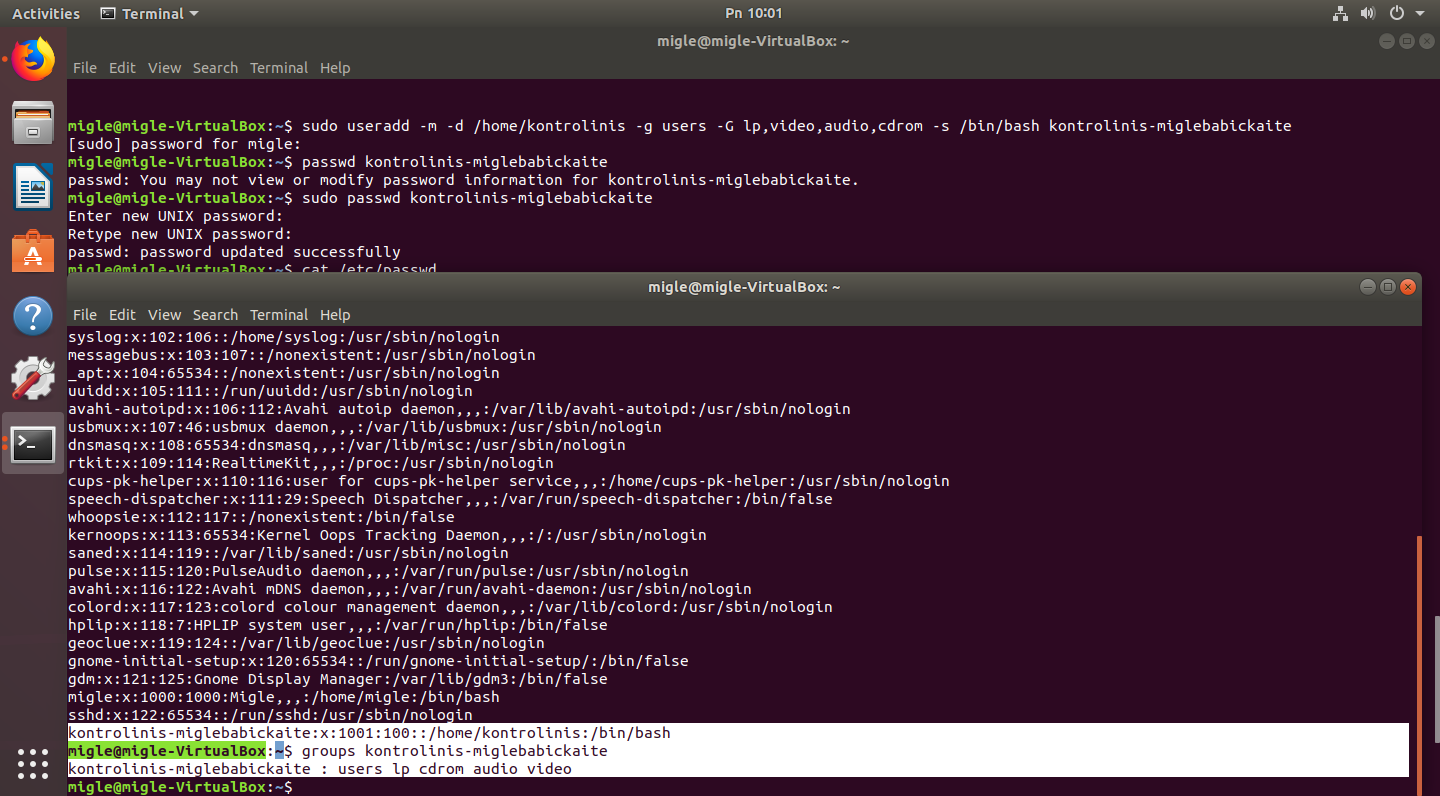 Activities Terminal Pn 10:01
migle@migle-VirtualBox: ~
File Edit View Search Terminal Help
migle@migle-VirtualBox:~$ sudo useradd -m -d /home/kontrolinis -g users -G lp,video,audio,cdrom -s /bin/bash kontrolinis-miglebabickaite
[sudo] password for migle:
migle@migle-VirtualBox:~$ passwd kontrolinis-miglebabickaite
passwd: You may not view or modify password information for kontrolinis-miglebabickaite.
migle@migle-VirtualBox:~$ sudo passwd kontrolinis-miglebabickaite
Enter new UNIX password:
Retype new UNIX password:
passwd: password updated successfully
migle@migle-VirtualBox:~$ cat /etc/passwd
migle@migle-VirtualBox: ~
File Edit View Search Terminal Help
syslog:x:102:106::/home/syslog:/usr/sbin/nologin
messagebus:x:103:107::/nonexistent:/usr/sbin/nologin
_apt:x:104:65534::/nonexistent:/usr/sbin/nologin
uuidd:x:105:111::/run/uuidd:/usr/sbin/nologin
avahi-autoipd:x:106:112:Avahi autoip daemon,,,:/var/lib/avahi-autoipd:/usr/sbin/nologin
usbmux:x:107:46:usbmux daemon,,,:/var/lib/usbmux:/usr/sbin/nologin
dnsmasq:x:108:65534:dnsmasq,,,:/var/lib/misc:/usr/sbin/nologin
rtkit:x:109:114:RealtimeKit,,,:/proc:/usr/sbin/nologin
cups-pk-helper:x:110:116:user for cups-pk-helper service,,,:/home/cups-pk-helper:/usr/sbin/nologin
speech-dispatcher:x:111:29:Speech Dispatcher,,,:/var/run/speech-dispatcher:/bin/false
whoopsie:x:112:117::/nonexistent:/bin/false
kernoops:x:113:65534:Kernel Oops Tracking Daemon,,,:/:/usr/sbin/nologin
saned:x:114:119::/var/lib/saned:/usr/sbin/nologin
pulse:x:115:120:PulseAudio daemon,,,:/var/run/pulse:/usr/sbin/nologin
avahi:x:116:122:Avahi mDNS daemon,,,:/var/run/avahi-daemon:/usr/sbin/nologin
colord:x:117:123:colord colour management daemon,,,:/var/lib/colord:/usr/sbin/nologin
hplip:x:118:7:HPLIP system user,,,:/var/run/hplip:/bin/false
geoclue:x:119:124::/var/lib/geoclue:/usr/sbin/nologin
gnome-initial-setup:x:120:65534::/run/gnome-initial-setup/:/bin/false
gdm:x:121:125:Gnome Display Manager:/var/lib/gdm3:/bin/false
migle:x:1000:1000:Migle,,,:/home/migle:/bin/bash
sshd:x:122:65534::/run/sshd:/usr/sbin/nologin
kontrolinis-miglebabickaite:x:1001:100::/home/kontrolinis:/bin/bash
migle@migle-VirtualBox:~$ groups kontrolinis-miglebabickaite
kontrolinis-miglebabickaite : users lp cdrom audio video
migle@migle-VirtualBox:~$